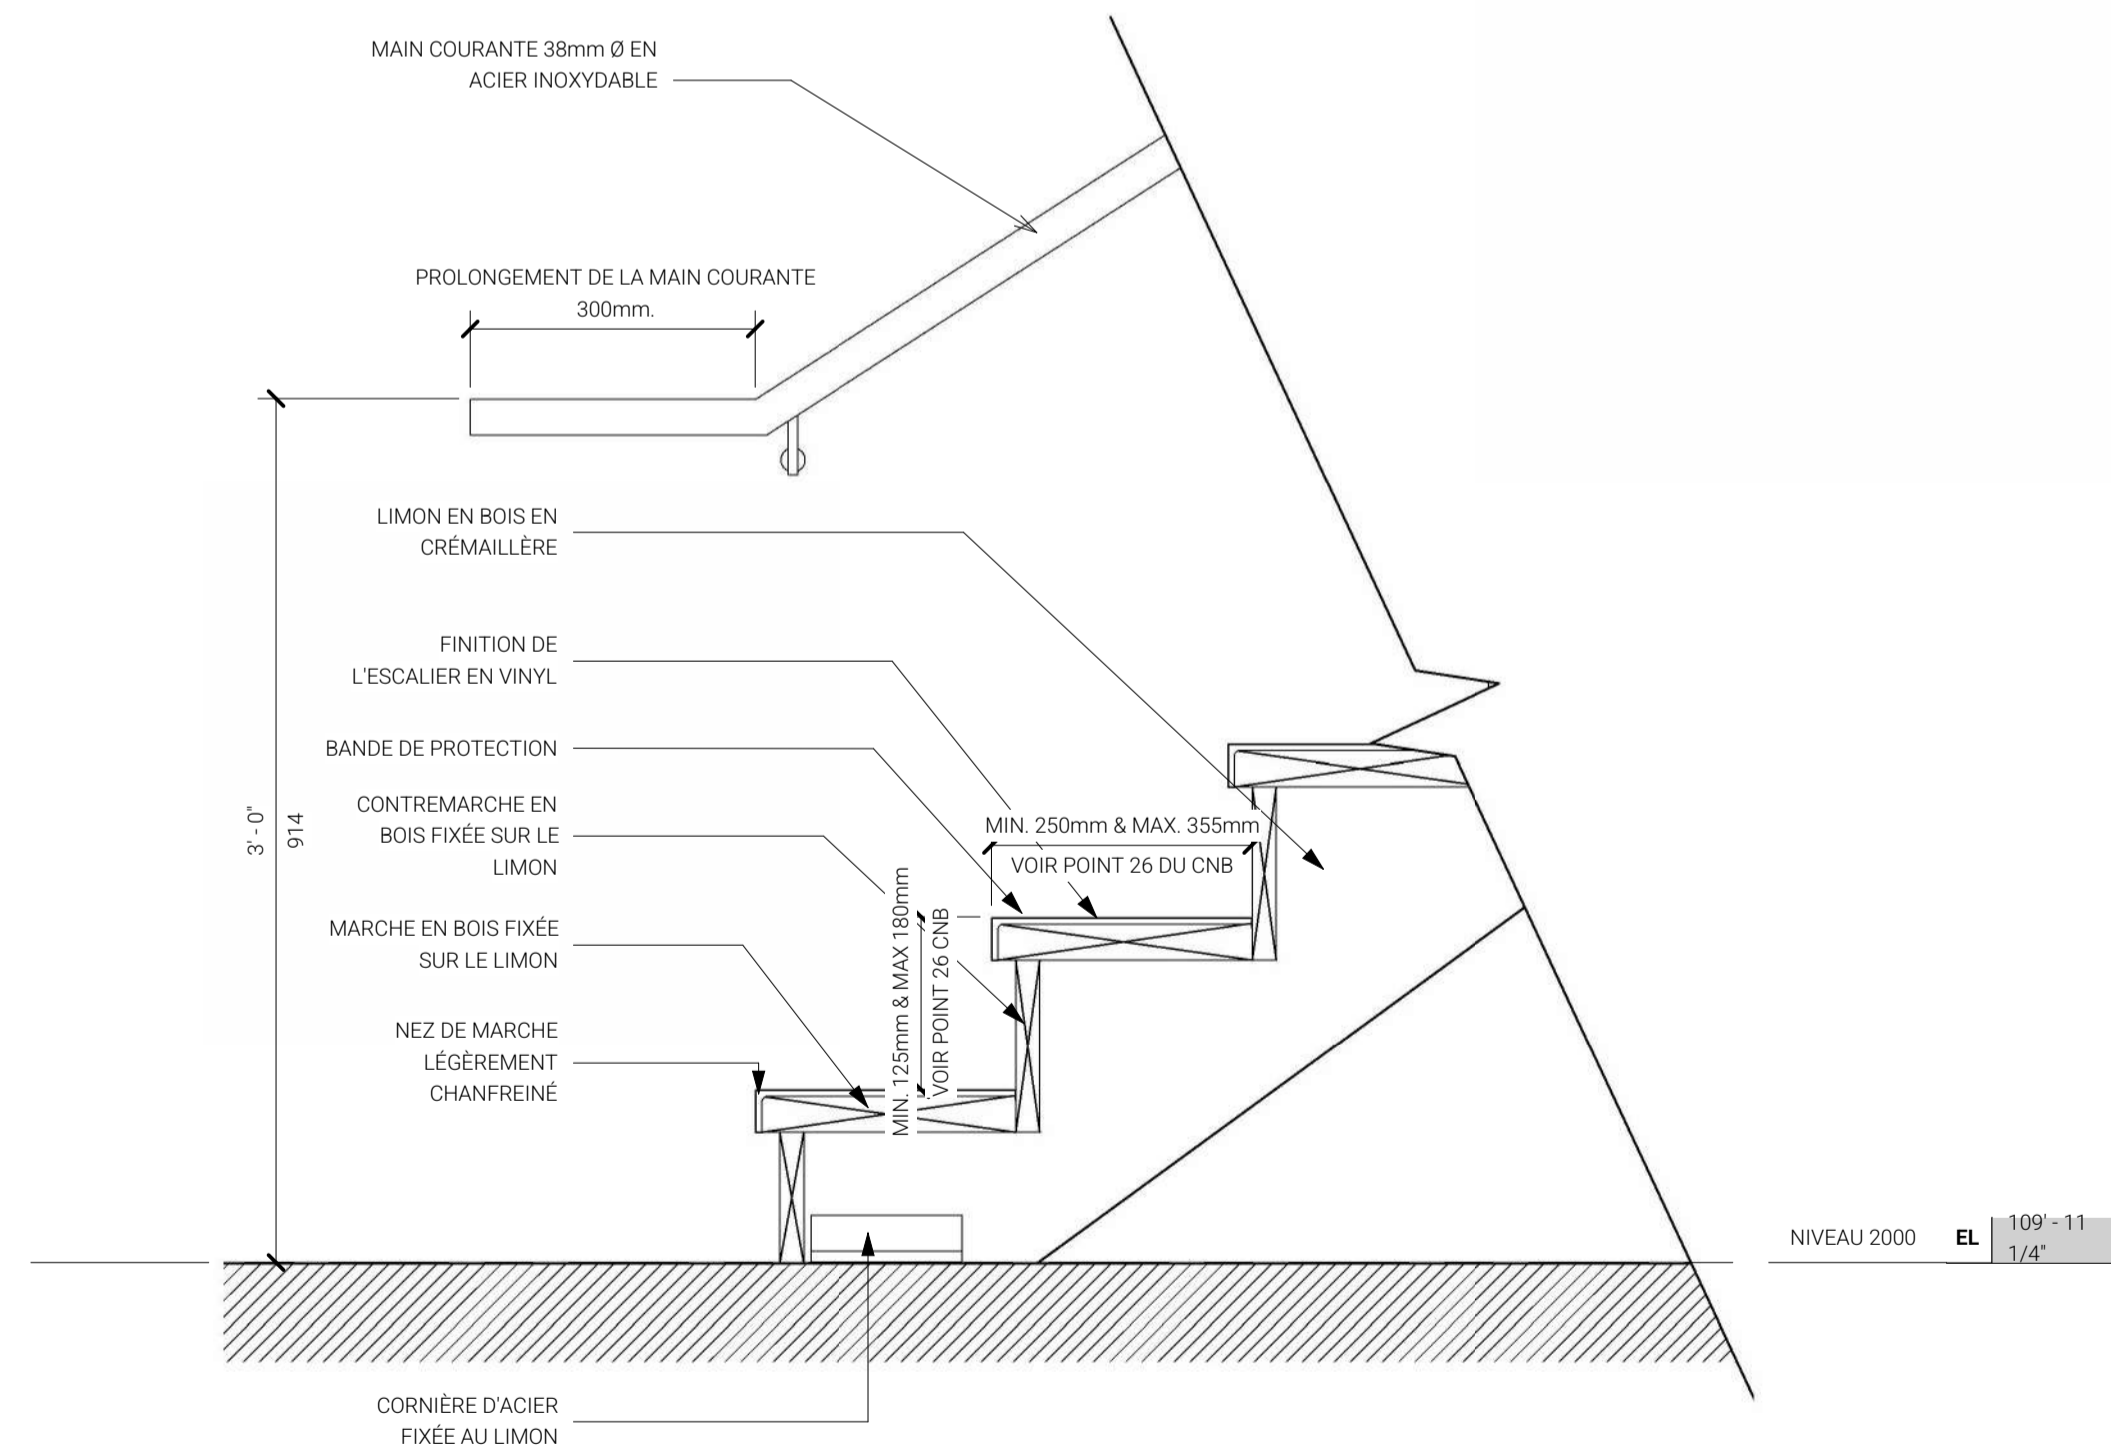 MAIN COURANTE 38mm Ø EN
ACIER INOXYDABLE
PROLONGEMENT DE LA MAIN COURANTE
300mm.
LIMON EN BOIS EN
CRÉMAILLÈRE
FINITION DE
L'ESCALIER EN VINYL
BANDE DE PROTECTION
CONTREMARCHE EN
BOIS FIXÉE SUR LE
LIMON
MARCHE EN BOIS FIXÉE
SUR LE LIMON
NEZ DE MARCHE
LÉGÈREMENT
CHANFREINÉ
3' - 0"
914
MIN. 250mm & MAX. 355mm
VOIR POINT 26 DU CNB
MIN. 125mm & MAX 180mm
VOIR POINT 26 CNB
NIVEAU 2000 EL 109' - 11
1/4"
CORNIÈRE D'ACIER
FIXÉE AU LIMON